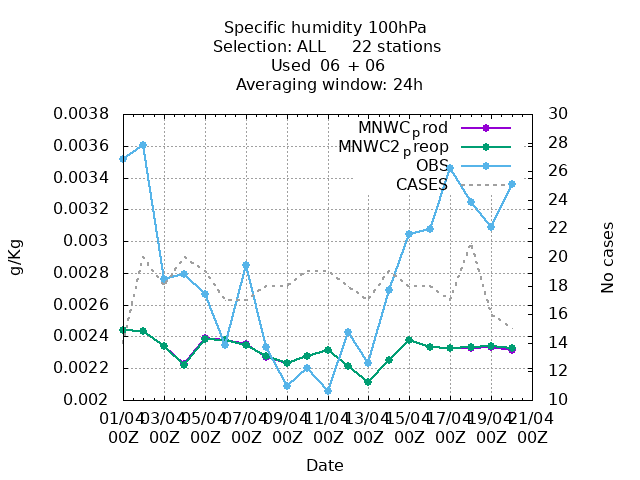 Specific humidity 100hPa
Selection: ALL 22 stations
Used 06 + 06
Averaging window: 24h
0.0038
0.0036
0.0034
0.0032
0.003
0.0028
0.0026
0.0024
0.0022
0.002
g/Kg
MNWCprod
MNWC2preop
OBS
CASES
30
28
26
24
22
20
18
16
14
12
10
No cases
01/04 03/04 05/04 07/04 09/04 11/04 13/04 15/04 17/04 19/04 21/04
00Z 00Z 00Z 00Z 00Z 00Z 00Z 00Z 00Z 00Z 00Z
Date